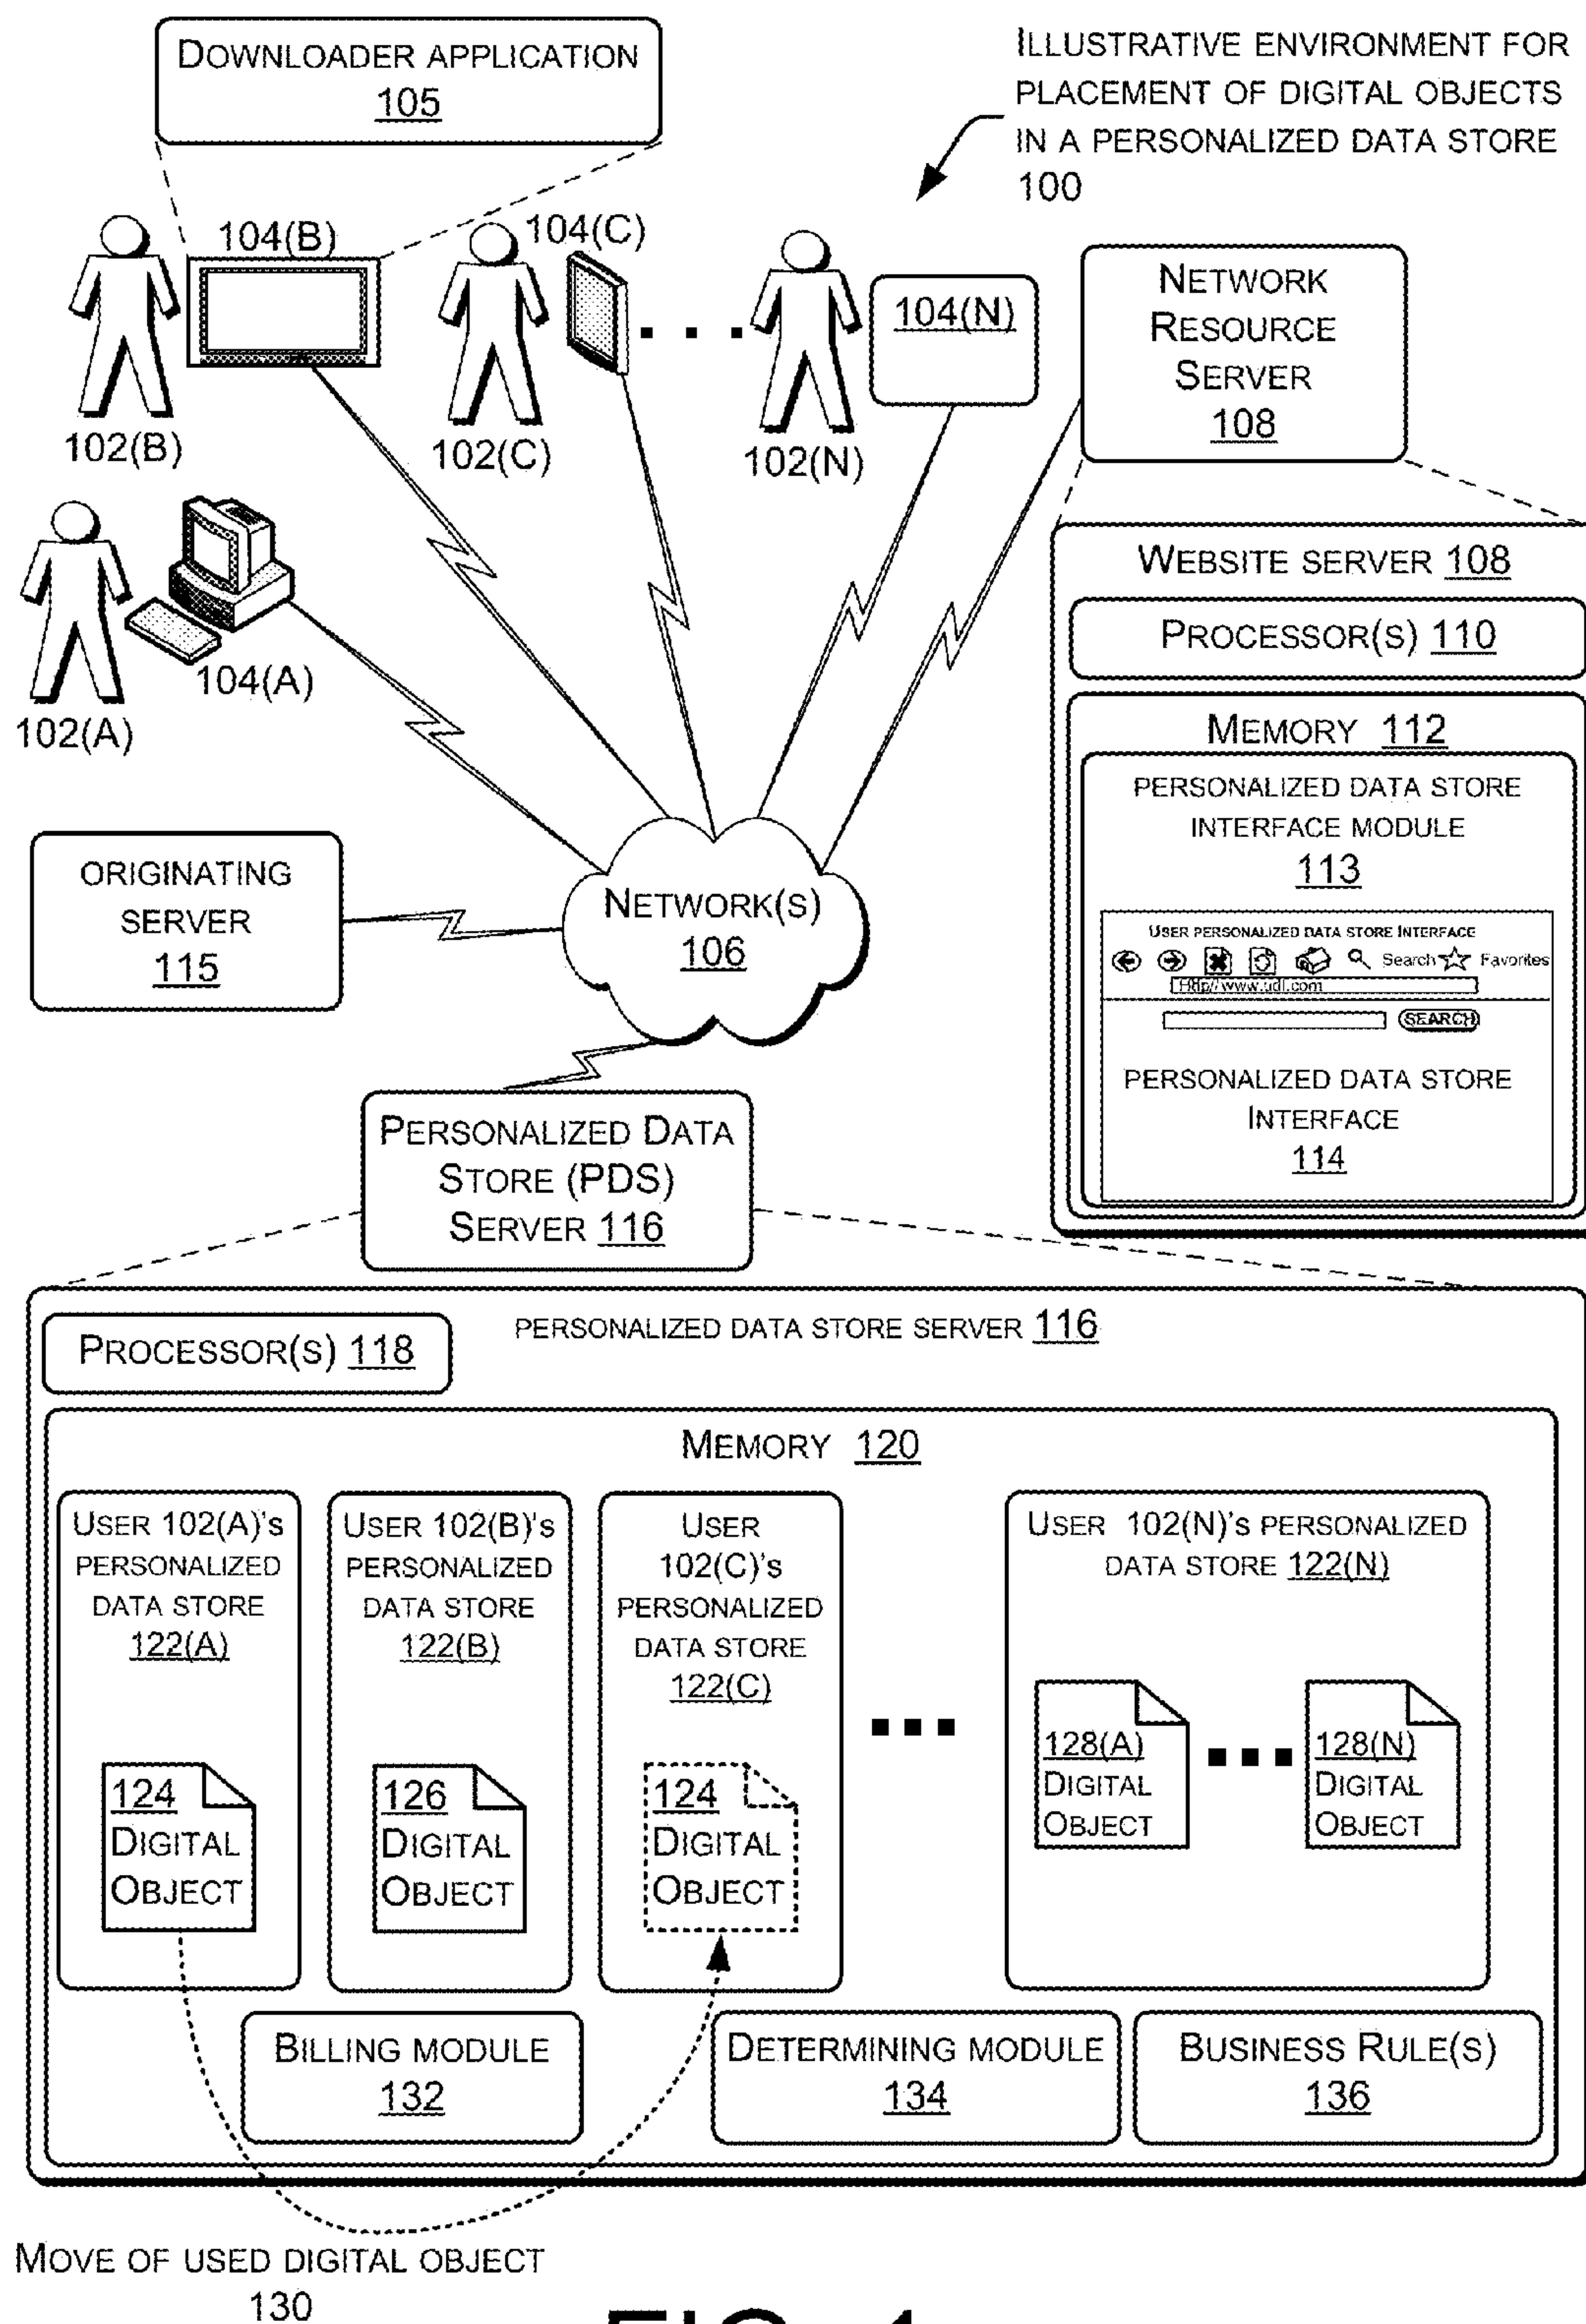 DOWNLOADER APPLICATION
105
ILLUSTRATIVE ENVIRONMENT FOR
PLACEMENT OF DIGITAL OBJECTS
IN A PERSONALIZED DATA STORE
100
104(B)
104(C)
104(N)
102(B)
102(C)
102(N)
NETWORK
RESOURCE
SERVER
108
104(A)
102(A)
WEBSITE SERVER 108
PROCESSOR(S) 110
MEMORY 112
PERSONALIZED DATA STORE
INTERFACE MODULE
113
USER PERSONALIZED DATA STORE INTERFACE
Search Favorites
Http//www.udl.com
SEARCH
PERSONALIZED DATA STORE
INTERFACE
114
ORIGINATING
SERVER
115
NETWORK(S)
106
PERSONALIZED DATA
STORE (PDS)
SERVER 116
PERSONALIZED DATA STORE SERVER 116
PROCESSOR(S) 118
MEMORY 120
USER 102(A)'S
PERSONALIZED
DATA STORE
122(A)
124
DIGITAL
OBJECT
USER 102(B)'S
PERSONALIZED
DATA STORE
122(B)
126
DIGITAL
OBJECT
USER
102(C)'S
PERSONALIZED
DATA STORE
122(C)
124
DIGITAL
OBJECT
USER 102(N)'S PERSONALIZED
DATA STORE 122(N)
128(A)
DIGITAL
OBJECT
128(N)
DIGITAL
OBJECT
BILLING MODULE
132
DETERMINING MODULE
134
BUSINESS RULE(S)
136
MOVE OF USED DIGITAL OBJECT
130